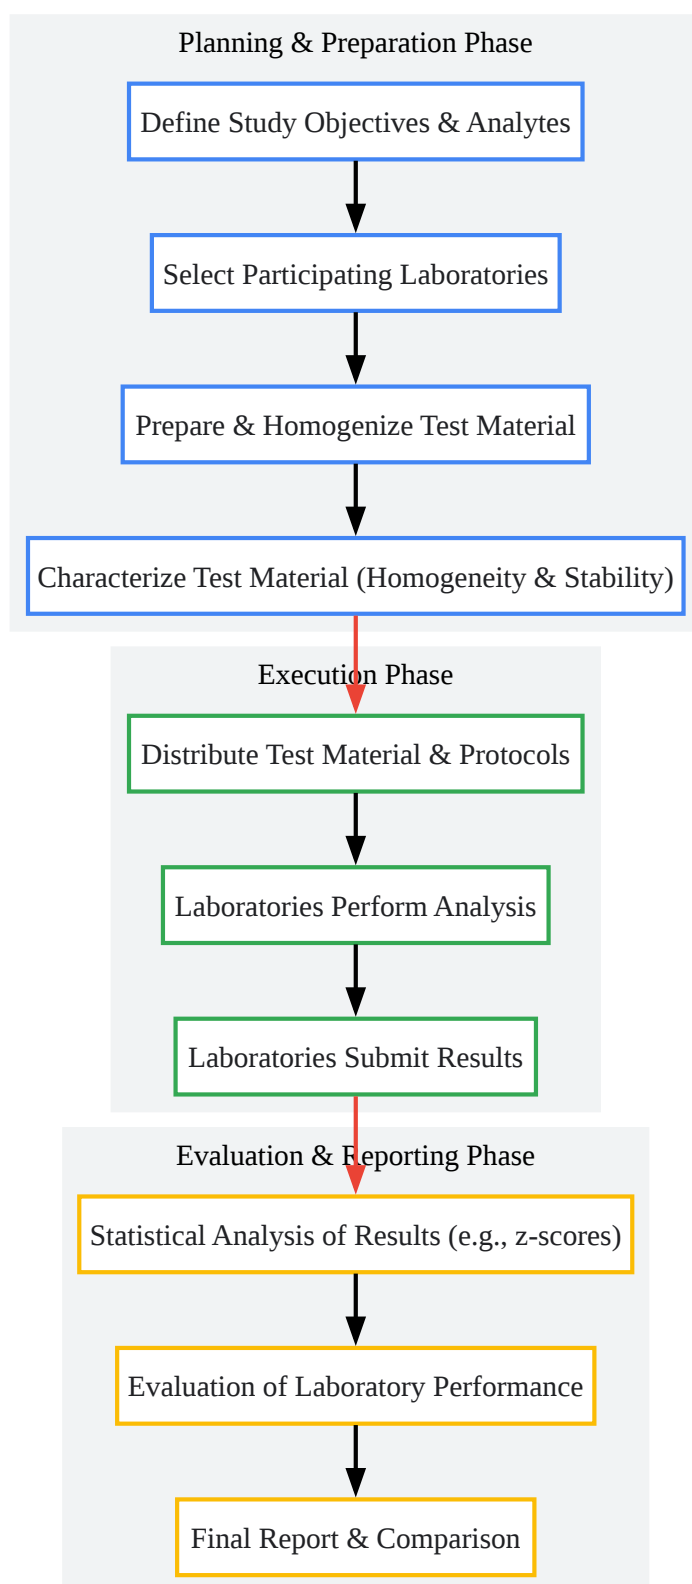 Planning & Preparation Phase
Define Study Objectives & Analytes
Select Participating Laboratories
Prepare & Homogenize Test Material
Characterize Test Material (Homogeneity & Stability)
Execution Phase
Distribute Test Material & Protocols
Laboratories Perform Analysis
Laboratories Submit Results
Evaluation & Reporting Phase
Statistical Analysis of Results (e.g., z-scores)
Evaluation of Laboratory Performance
Final Report & Comparison